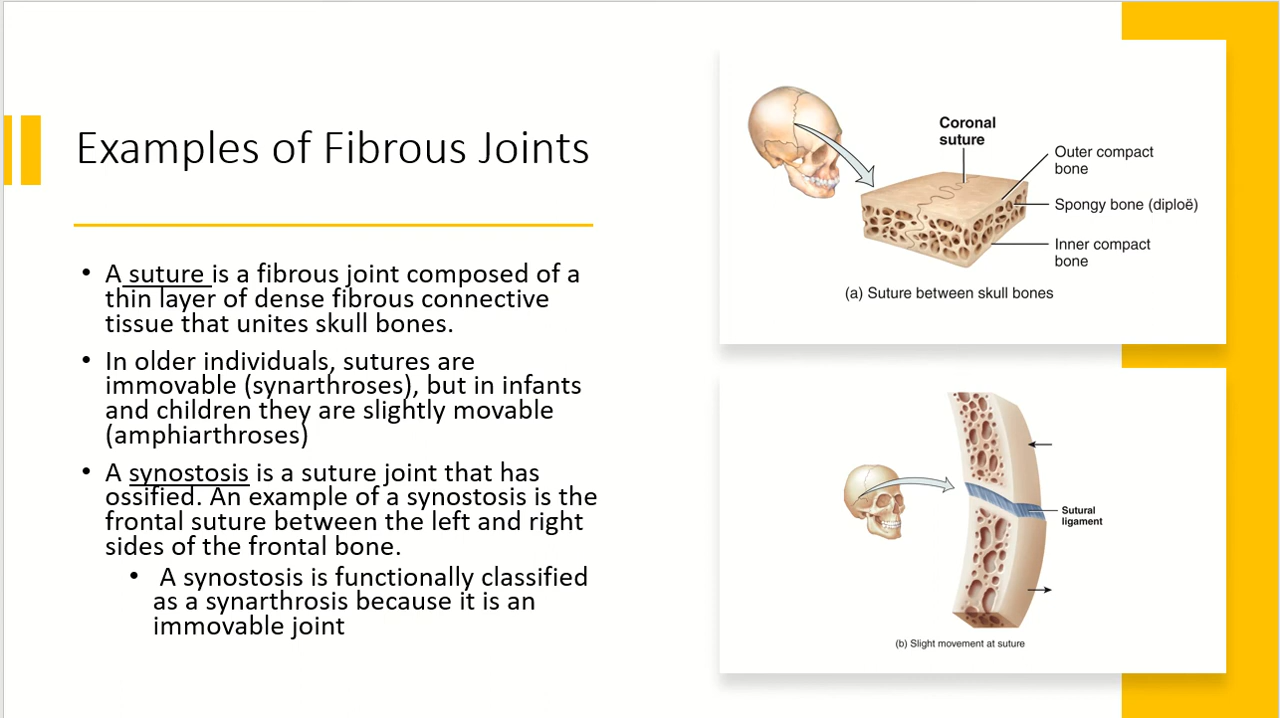 Examples of Fibrous Joints
• A suture is a fibrous joint composed of a
thin layer of dense fibrous connective
tissue that unites skull bones.
• In older individuals, sutures are
immovable (synarthroses), but in infants
and children they are slightly movable
(amphiarthroses)
• A synostosis is a suture joint that has
ossified. An example of a synostosis is the
frontal suture between the left and right
sides of the frontal bone.
• A synostosis is functionally classified
as a synarthrosis because it is an
immovable joint
Coronal
suture
Outer compact
bone
Spongy bone (diploë)
Inner compact
bone
(a) Suture between skull bones
Sutural
ligament
(b) Slight movement at suture